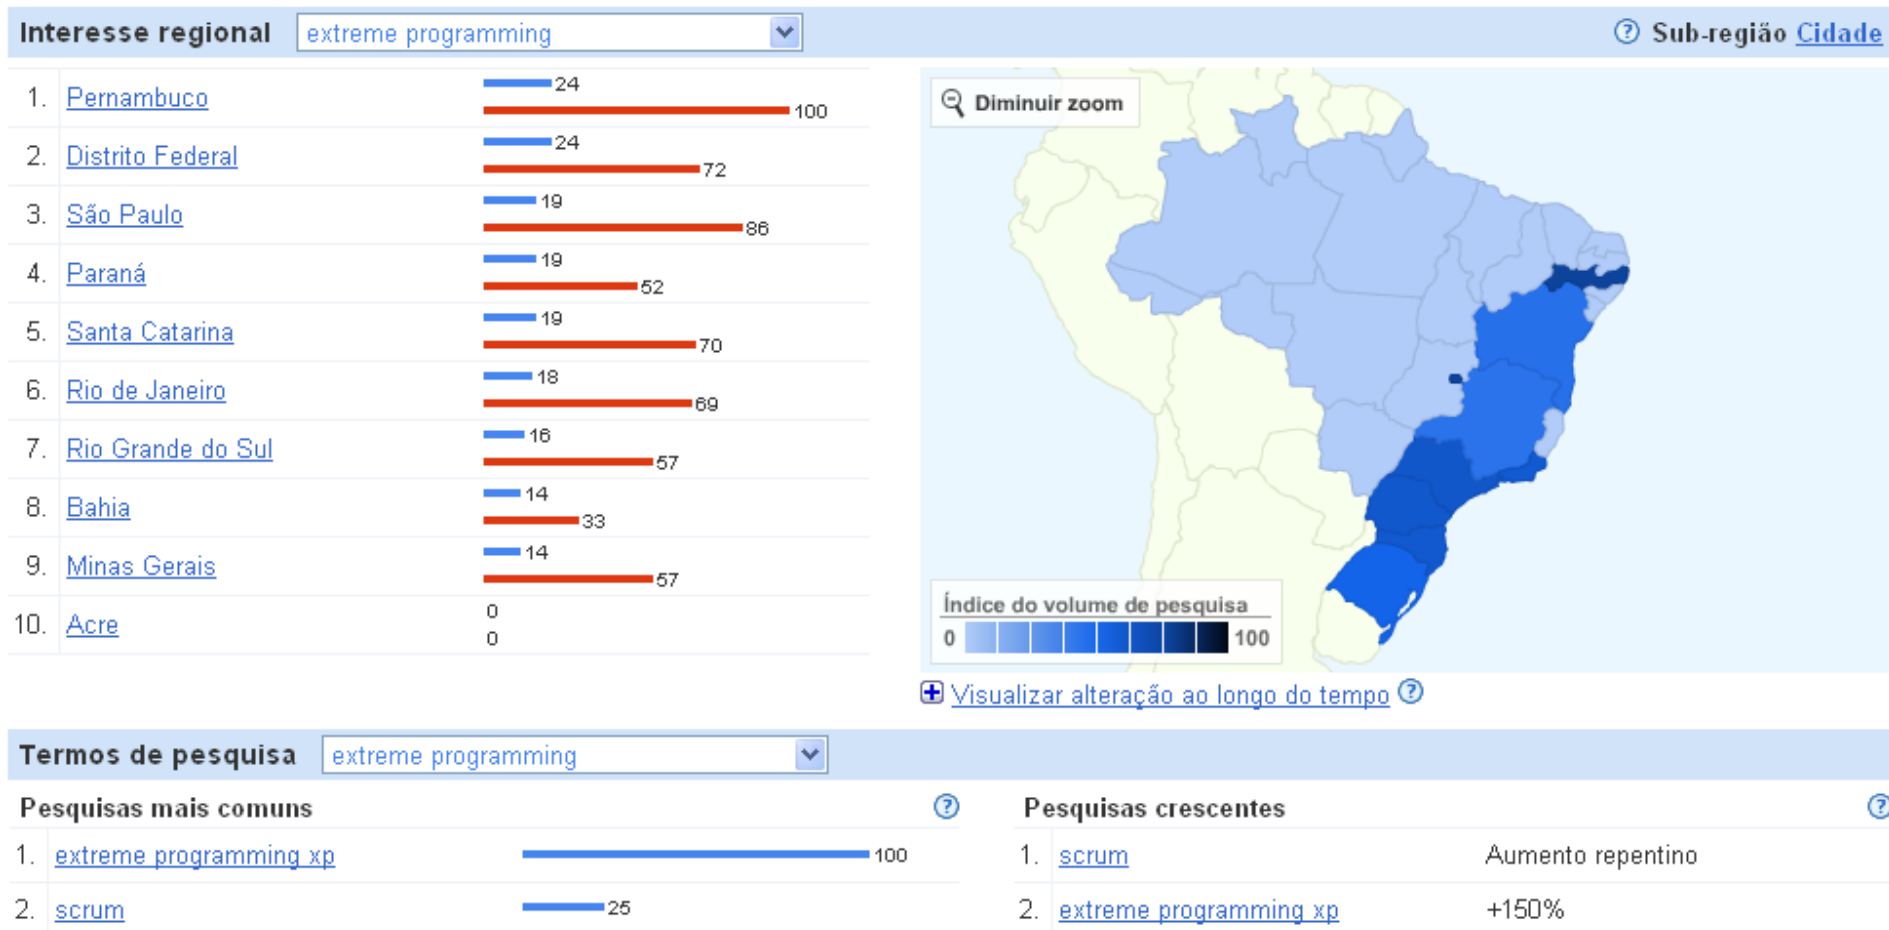 Interesse regional extreme programming Sub-região Cidade
1. Pernambuco 24
100
2. Distrito Federal 24
72
3. São Paulo 19
86
4. Paraná 19
52
5. Santa Catarina 19
70
6. Rio de Janeiro 18
69
7. Rio Grande do Sul 16
57
8. Bahia 14
33
9. Minas Gerais 14
57
10. Acre 0
0
Diminuir zoom
Índice do volume de pesquisa
0 100
Visualizar alteração ao longo do tempo ?
Termos de pesquisa extreme programming
Pesquisas mais comuns ?
1. extreme programming xp 100
2. scrum 25
Pesquisas crescentes ?
1. scrum Aumento repentino
2. extreme programming xp +150%